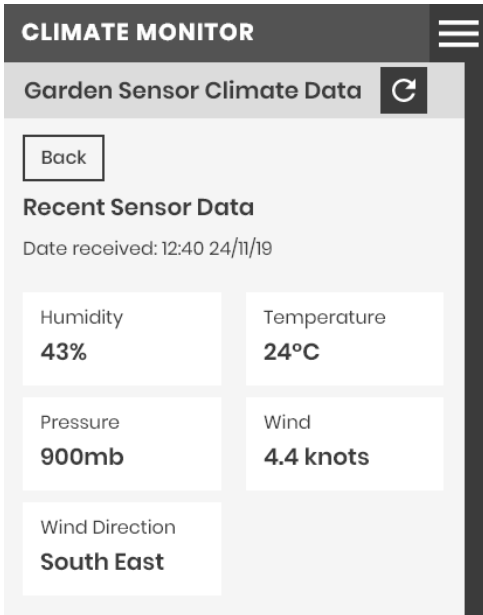 CLIMATE MONITOR
Garden Sensor Climate Data
Back
Recent Sensor Data
Date received: 12:40 24/11/19
Humidity
43%
Temperature
24°C
Pressure
900mb
Wind
4.4 knots
Wind Direction
South East